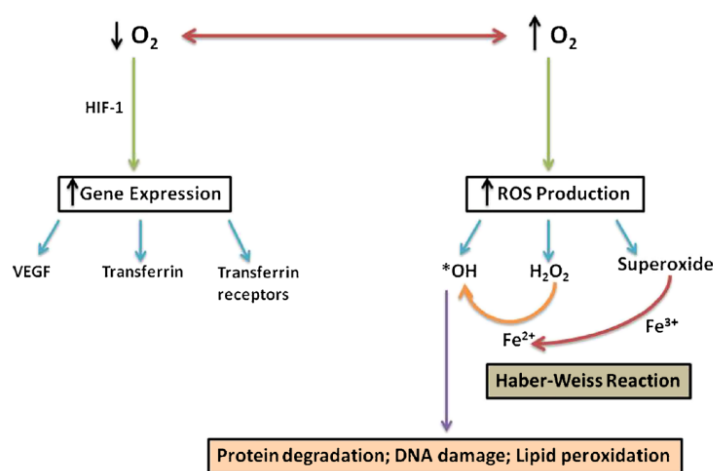 ↓ O₂
↑ O₂
HIF-1
↑Gene Expression
↑ROS Production
VEGF
Transferrin
Transferrin
receptors
*OH
H₂O₂
Superoxide
Fe²⁺
Fe³⁺
Haber-Weiss Reaction
Protein degradation; DNA damage; Lipid peroxidation